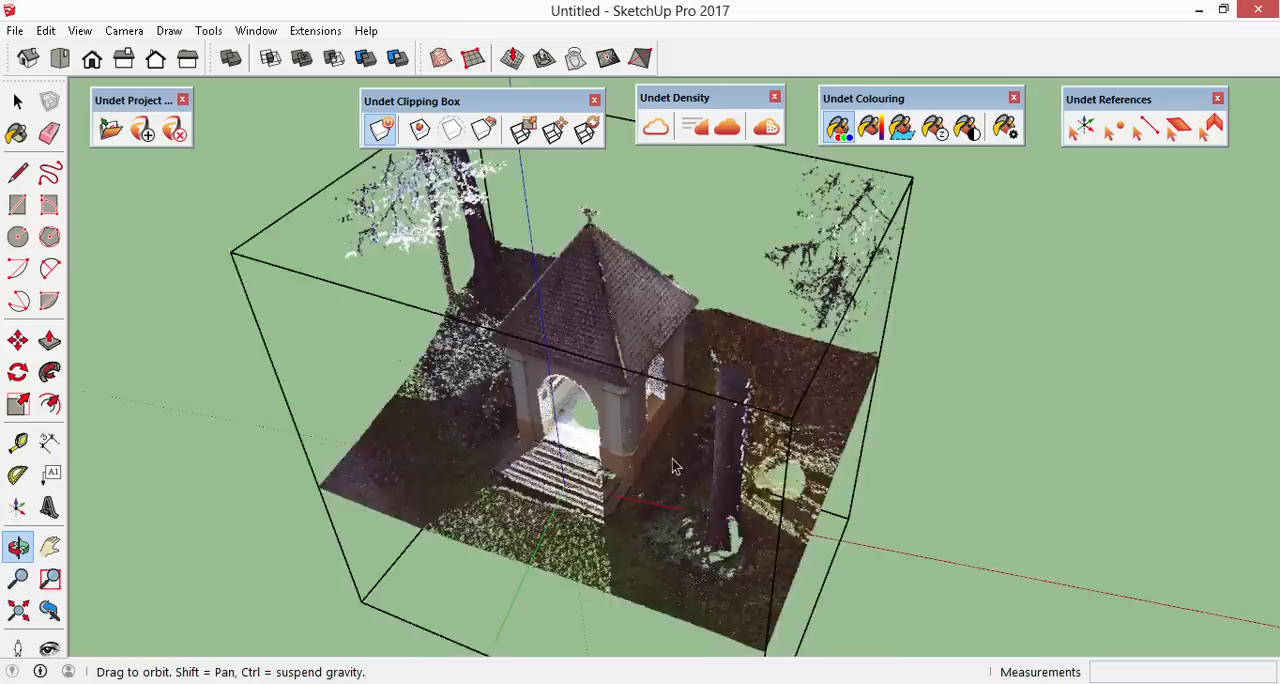 Untitled - SketchUp Pro 2017
File Edit View Camera Draw Tools Window Extensions Help
Undet Project ...
Undet Clipping Box
Undet Density
Undet Colouring
Undet References
A1
Drag to orbit. Shift = Pan, Ctrl = suspend gravity.
Measurements